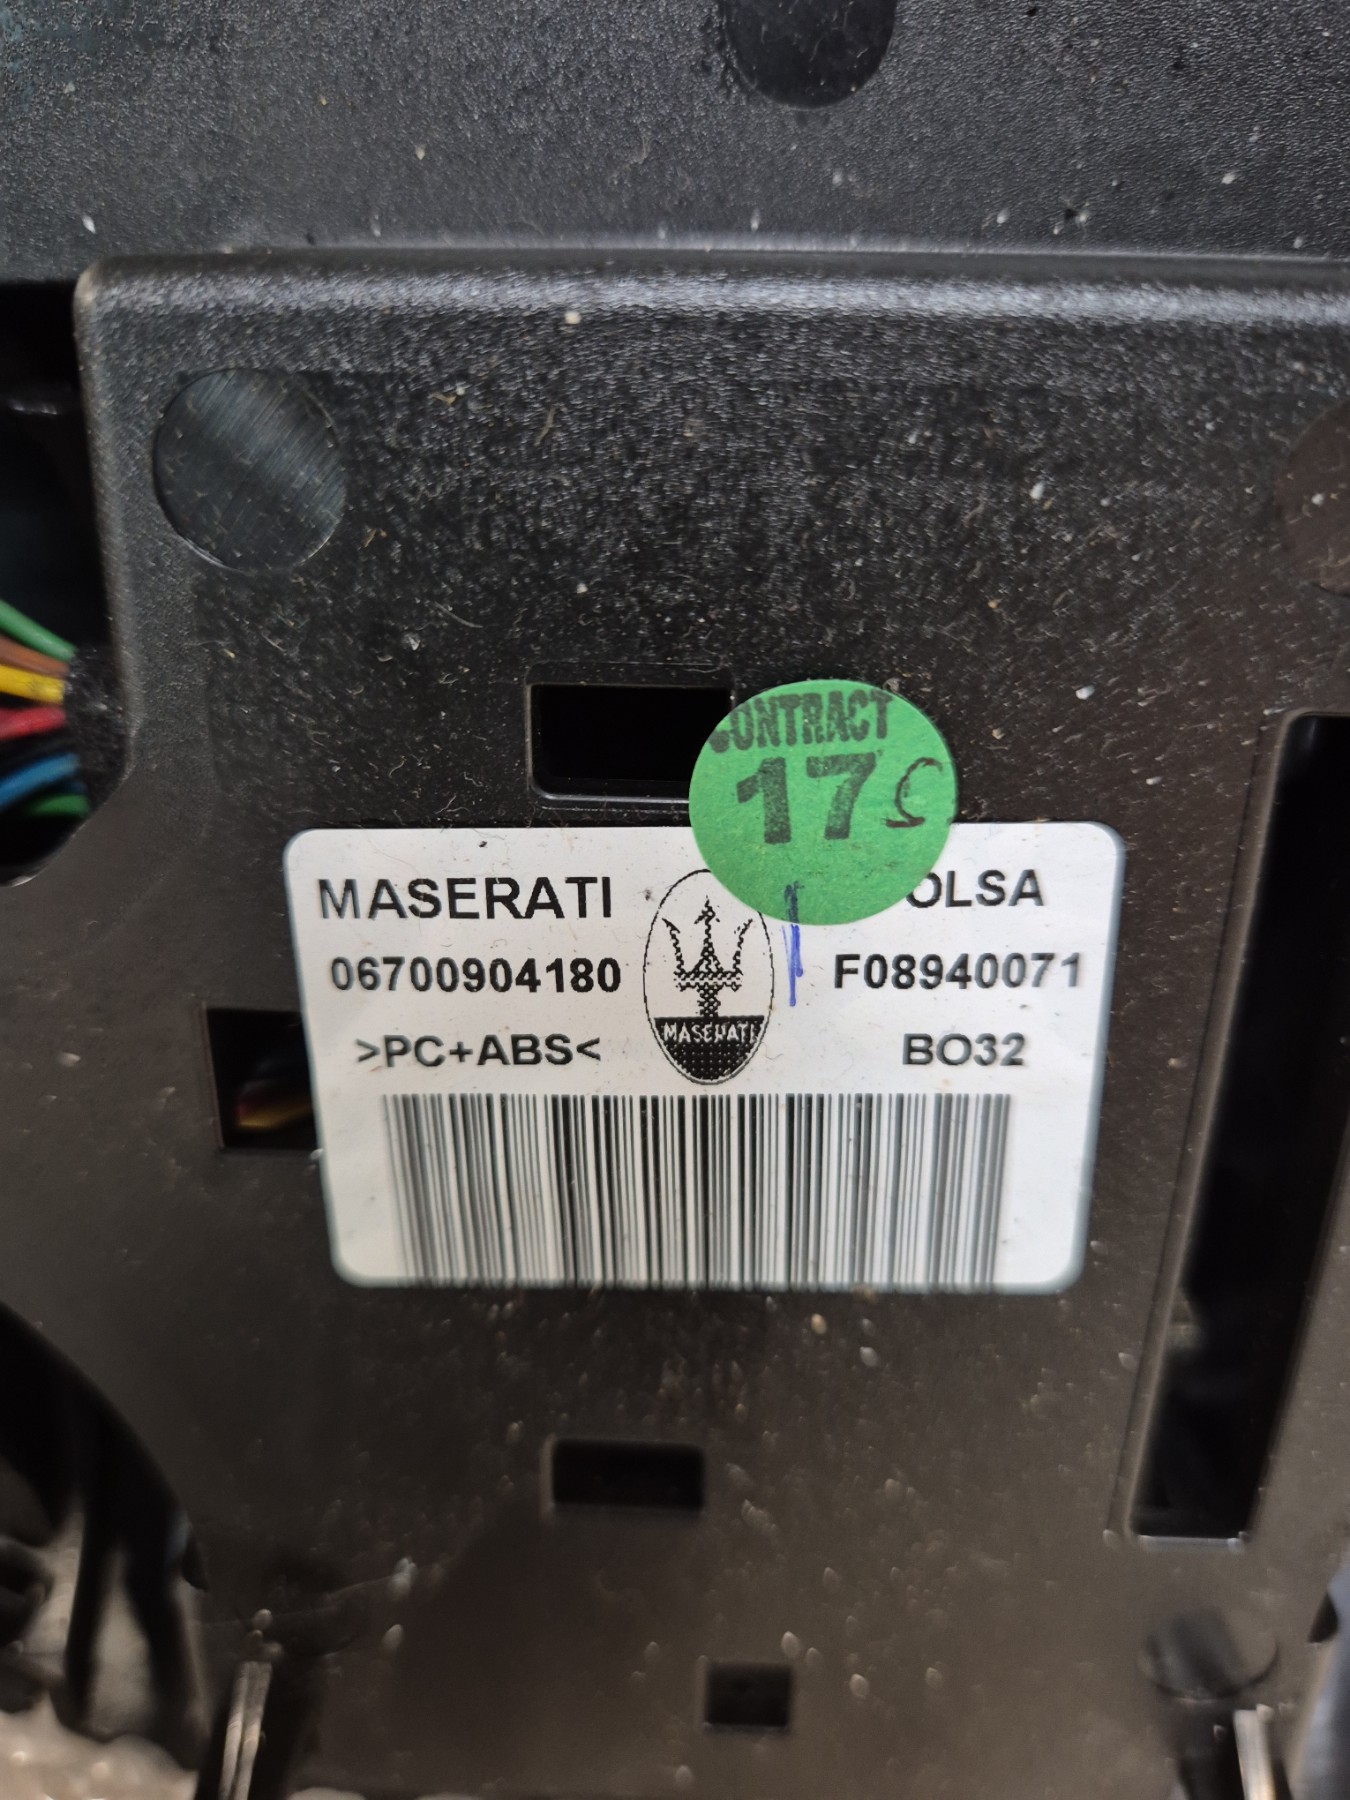 CONTRACT
17
MASERATI
OLSA
06700904180
F08940071
MASERATI
>PC+ABS<
BO32